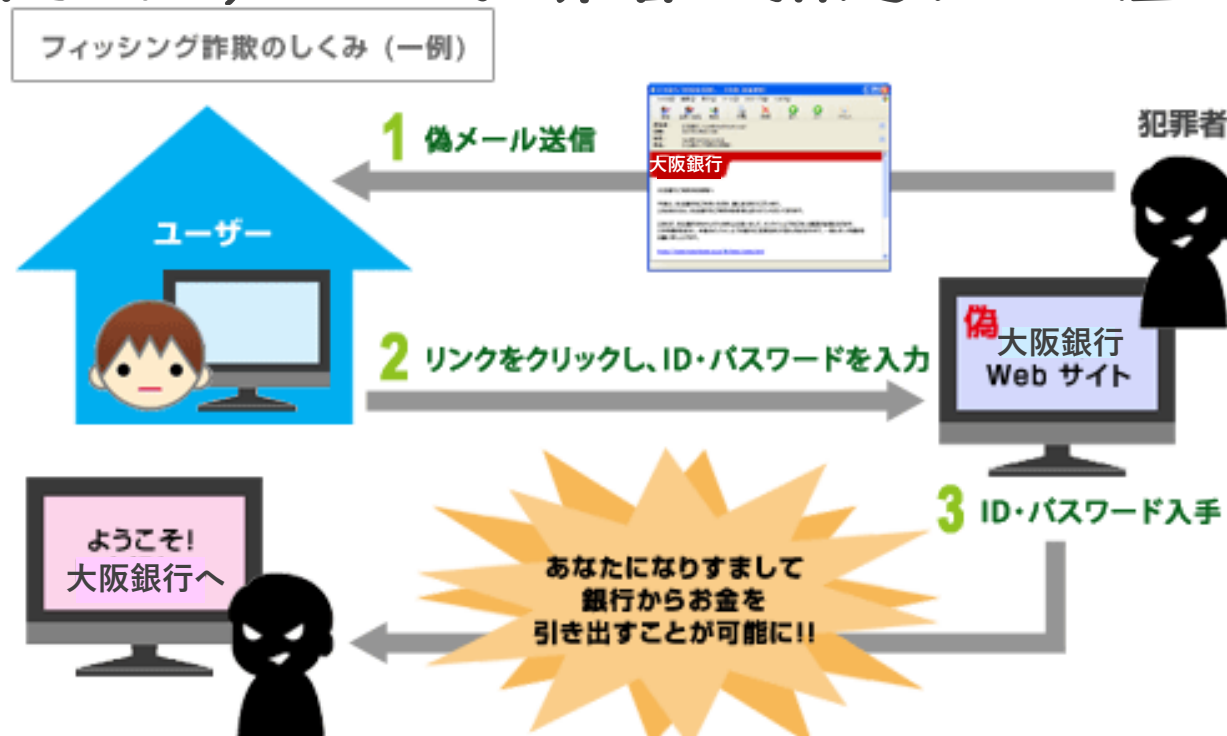 フィッシング詐欺のしくみ (一例)
犯罪者
1 偽メール送信
大阪銀行
ユーザー
2 リンクをクリックし、ID・パスワードを入力
偽
大阪銀行
Web サイト
3 ID・パスワード入手
ようこそ!
大阪銀行へ
あなたになりすまして
銀行からお金を
引き出すことが可能に!!